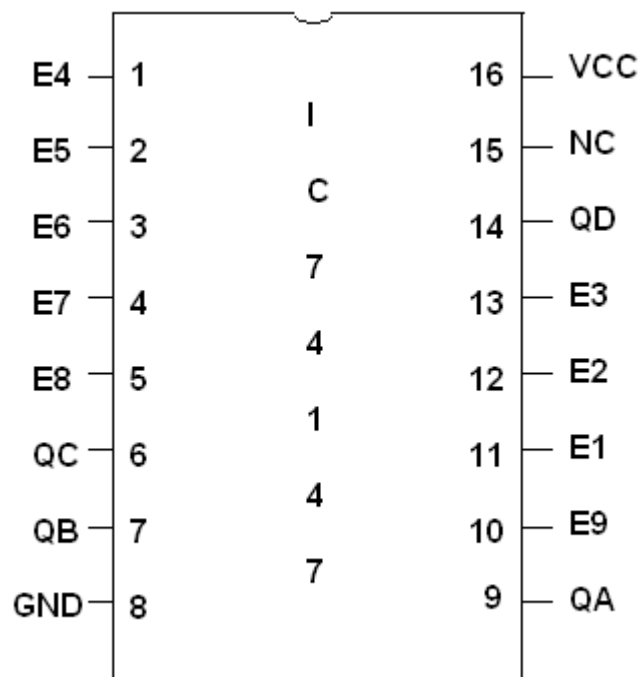 E4 1 16 VCC
I
E5 2 15 NC
C
E6 3 14 QD
7
E7 4 13 E3
4
E8 5 12 E2
1
QC 6 11 E1
4
QB 7 10 E9
7
GND 8 9 QA